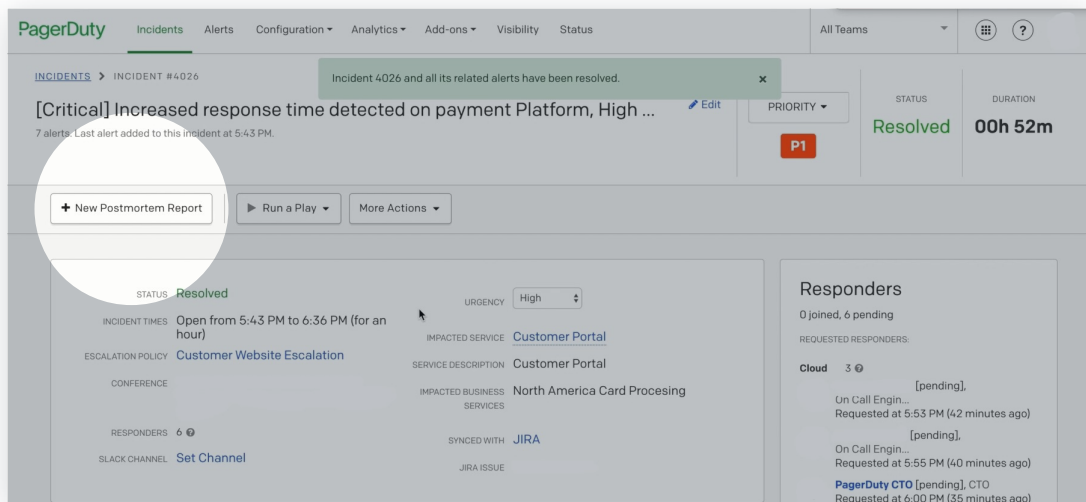 PagerDuty Incidents Alerts Configuration Analytics Add-ons Visibility Status All Teams ?
INCIDENTS > INCIDENT #4026
Incident 4026 and all its related alerts have been resolved. ×
[Critical] Increased response time detected on payment Platform, High ... Edit
7 alerts. Last alert added to this incident at 5:43 PM.
PRIORITY
P1
STATUS
Resolved
DURATION
00h 52m
+ New Postmortem Report
Run a Play
More Actions
STATUS Resolved
INCIDENT TIMES Open from 5:43 PM to 6:36 PM (for an
hour)
ESCALATION POLICY Customer Website Escalation
CONFERENCE
RESPONDERS 6 ?
SLACK CHANNEL Set Channel
URGENCY High
IMPACTED SERVICE Customer Portal
SERVICE DESCRIPTION Customer Portal
IMPACTED BUSINESS North America Card Procesing
SERVICES
SYNCED WITH JIRA
JIRA ISSUE
Responders
0 joined, 6 pending
REQUESTED RESPONDERS:
Cloud 3 ?
[pending],
On Call Engin...
Requested at 5:53 PM (42 minutes ago)
[pending],
On Call Engin...
Requested at 5:55 PM (40 minutes ago)
PagerDuty CTO [pending], CTO
Requested at 6:00 PM (35 minutes ago)